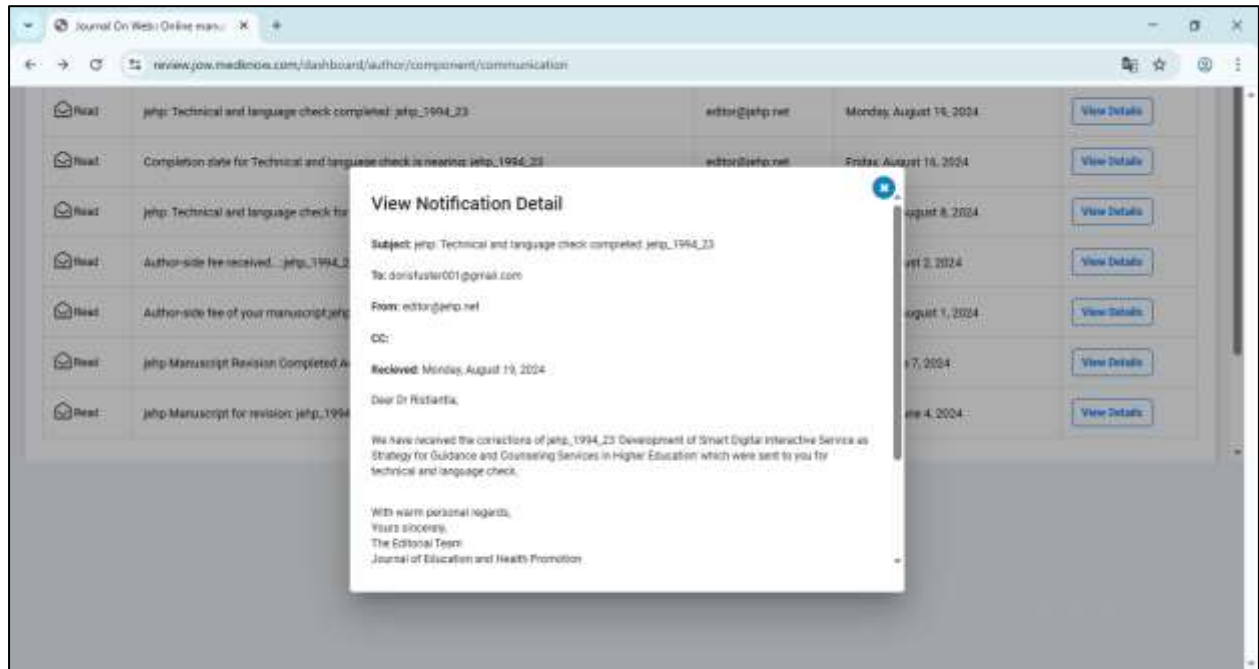 Journal On Web: Online manu
review.jow.medknow.com/dashboard/author/component/communication
Read jehp: Technical and language check completed: jehp_1994_23 editor@jehp.net Monday, August 19, 2024 View Details
Read Completion date for Technical and language check is nearing: jehp_1994_23 editor@jehp.net Friday, August 16, 2024 View Details
Read jehp: Technical and language check for August 8, 2024 View Details
Read Author-side fee received. : jehp_1994_2 2, 2024 View Details
Read Author-side fee of your manuscript jehp August 1, 2024 View Details
Read jehp Manuscript Revision Completed 7, 2024 View Details
Read jehp Manuscript for revision: jehp_1994 4, 2024 View Details
View Notification Detail
Subject: jehp: Technical and language check completed: jehp_1994_23
To: dorisfuster001@gmail.com
From: editor@jehp.net
CC:
Recieved: Monday, August 19, 2024
Dear Dr Ristianti,
We have received the corrections of jehp_1994_23 'Development of Smart Digital Interactive Service as
Strategy for Guidance and Counseling Services in Higher Education' which were sent to you for
technical and language check.
With warm personal regards,
Yours sincerely,
The Editorial Team
Journal of Education and Health Promotion